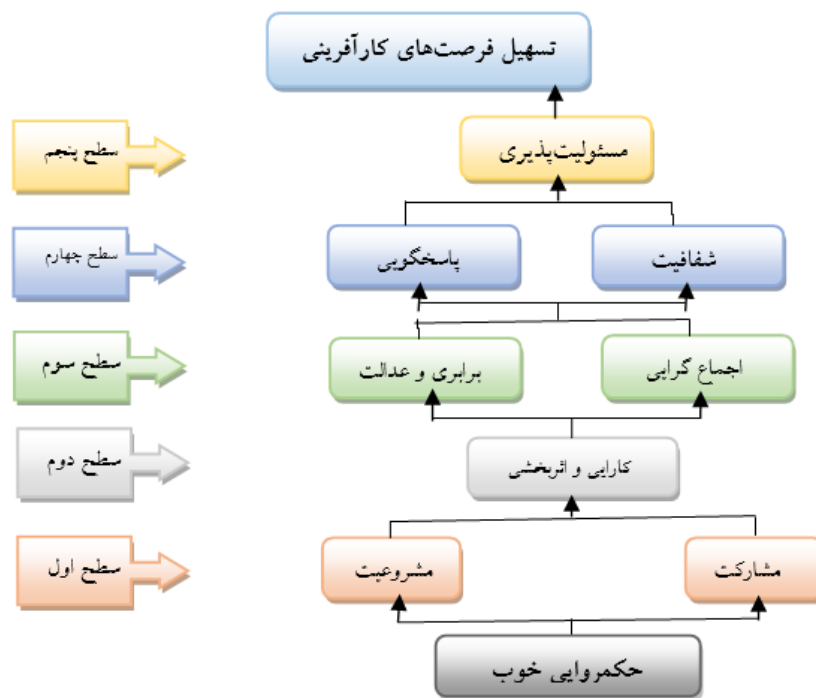 تسهیل فرصت‌های کارآفرینی
مسئولیت‌پذیری
سطح پنجم
شفافیت
پاسخگویی
سطح چهارم
اجماع گرایی
برابری و عدالت
سطح سوم
کارایی و اثربخشی
سطح دوم
مشارکت
مشروعیت
سطح اول
حکمروایی خوب